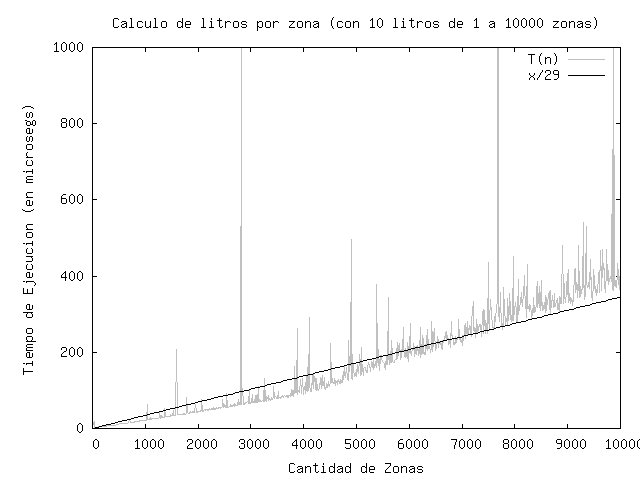 Calculo de litros por zona (con 10 litros de 1 a 10000 zonas)
1000
T(n)
x/29
800
600
400
200
0
Tiempo de Ejecucion (en microsegs)
0 1000 2000 3000 4000 5000 6000 7000 8000 9000 10000
Cantidad de Zonas